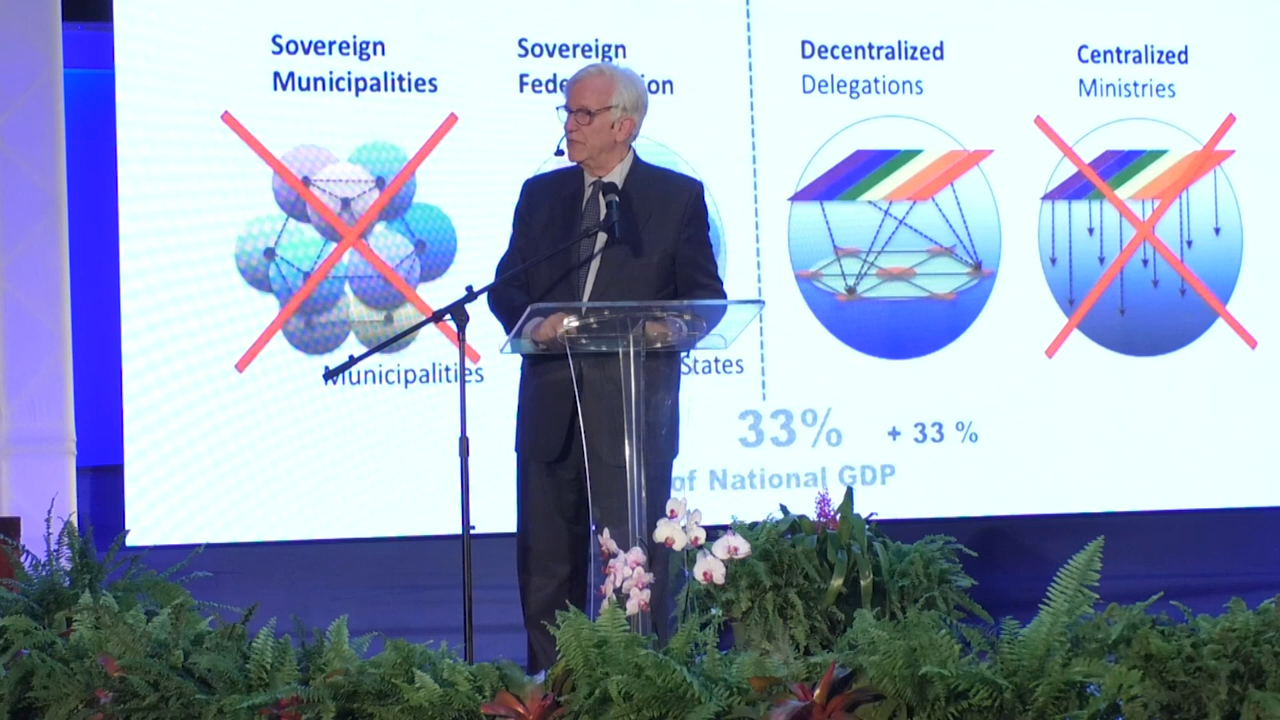 Sovereign
Municipalities
Sovereign
Decentralized
Delegations
Centralized
Ministries
Municipalities
States
33%
+ 33 %
of National GDP